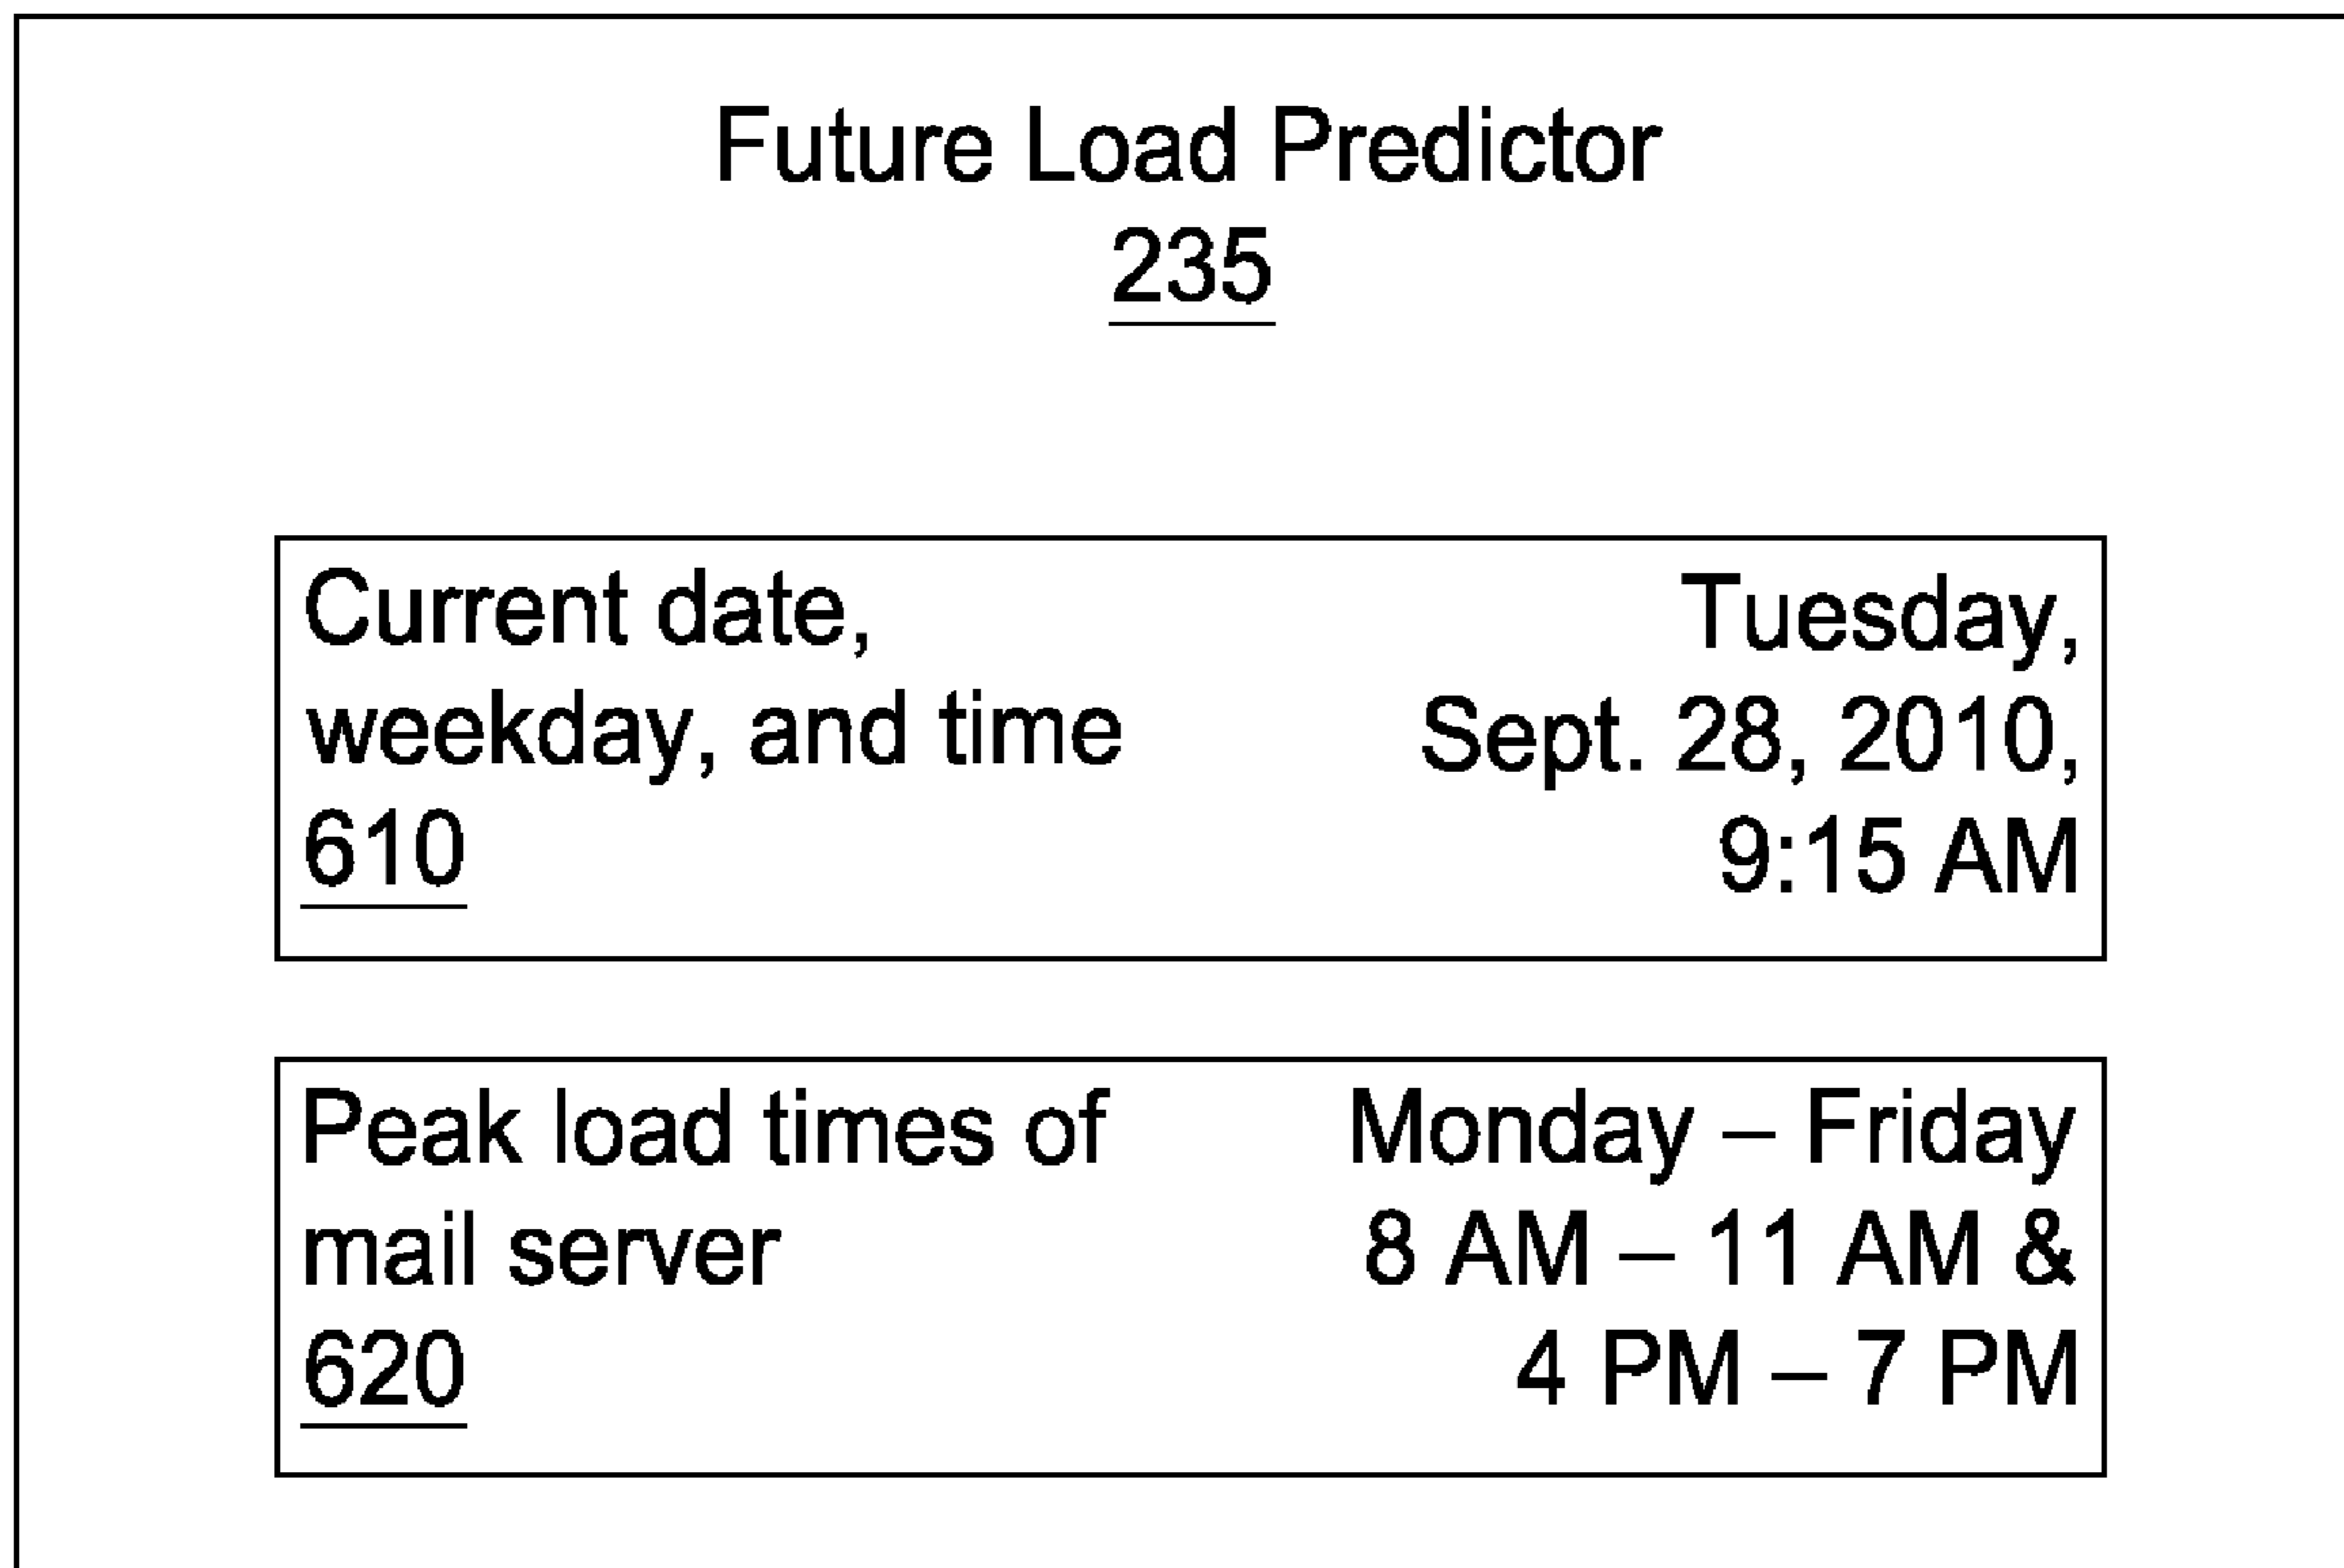 Future Load Predictor
235
Current date,
weekday, and time
610
Tuesday,
Sept. 28, 2010,
9:15 AM
Peak load times of
mail server
620
Monday – Friday
8 AM – 11 AM &
4 PM – 7 PM